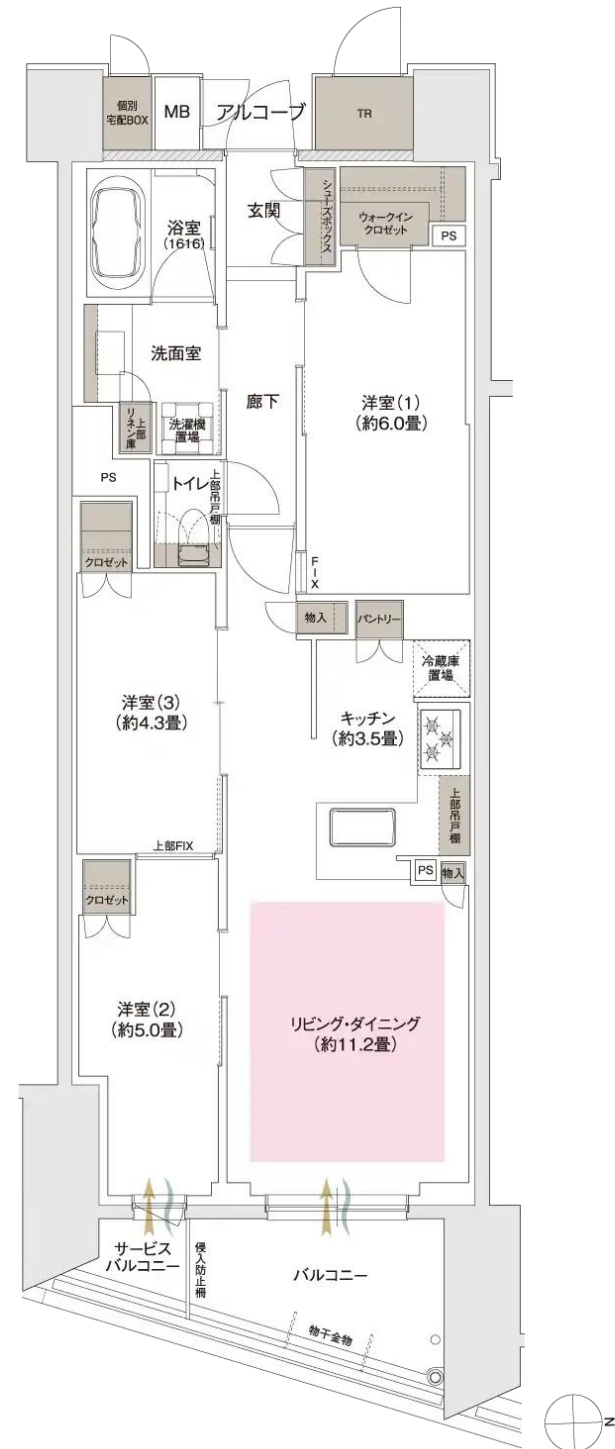 個別
宅配BOX
MB
アルコーブ
TR
浴室
(1616)
玄関
シューズボックス
ウォークイン
クロゼット
PS
洗面室
廊下
洋室(1)
(約6.0畳)
上部
リネン庫
洗濯機
置場
PS
トイレ
上部吊戸棚
クロゼット
FIX
物入
パントリー
冷蔵庫
置場
洋室(3)
(約4.3畳)
キッチン
(約3.5畳)
上部吊戸棚
上部FIX
PS
物入
クロゼット
洋室(2)
(約5.0畳)
リビング・ダイニング
(約11.2畳)
サービス
バルコニー
侵入防止柵
バルコニー
物干金物
N